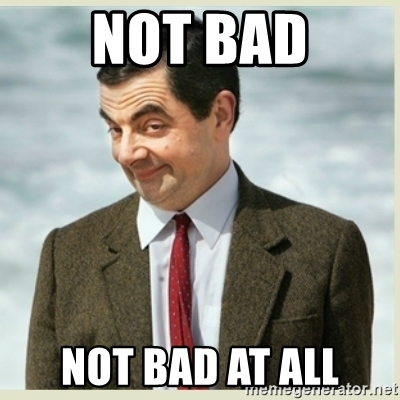 NOT BAD
NOT BAD AT ALL
memegenerator.net